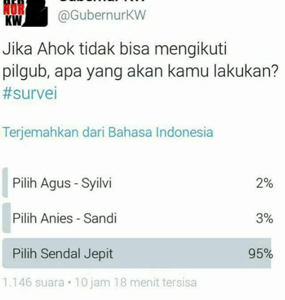 NUR
KW
@GubernurKW
Jika Ahok tidak bisa mengikuti
pilgub, apa yang akan kamu lakukan?
#survei
Terjemahkan dari Bahasa Indonesia
Pilih Agus - Syilvi 2%
Pilih Anies - Sandi 3%
Pilih Sendal Jepit 95%
1.146 suara • 10 jam 18 menit tersisa